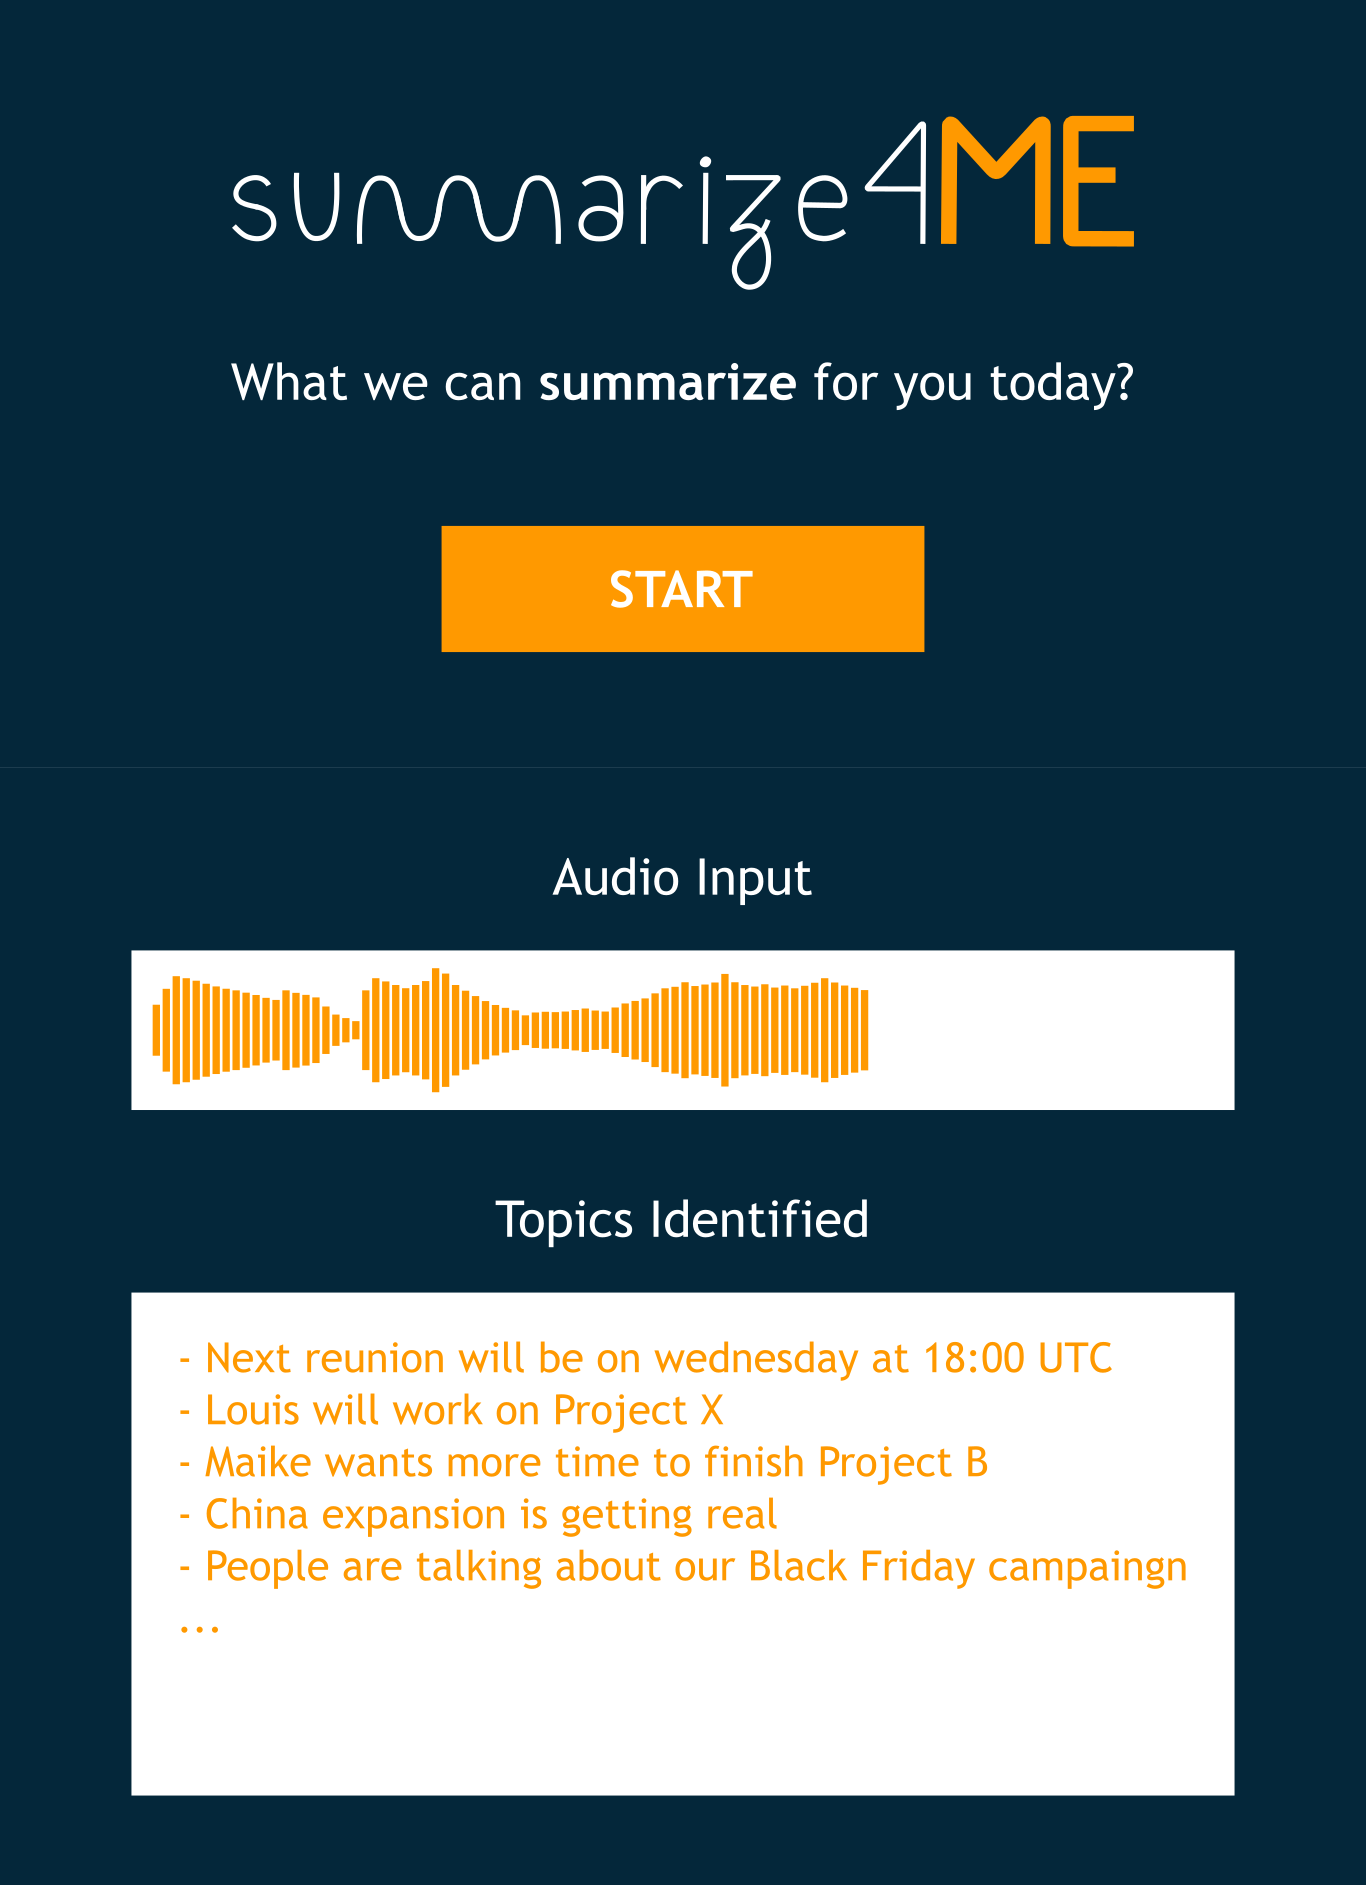 summarize4ME
What we can summarize for you today?
START
Audio Input
Topics Identified
- Next reunion will be on wednesday at 18:00 UTC
- Louis will work on Project X
- Maike wants more time to finish Project B
- China expansion is getting real
- People are talking about our Black Friday campaingn
...